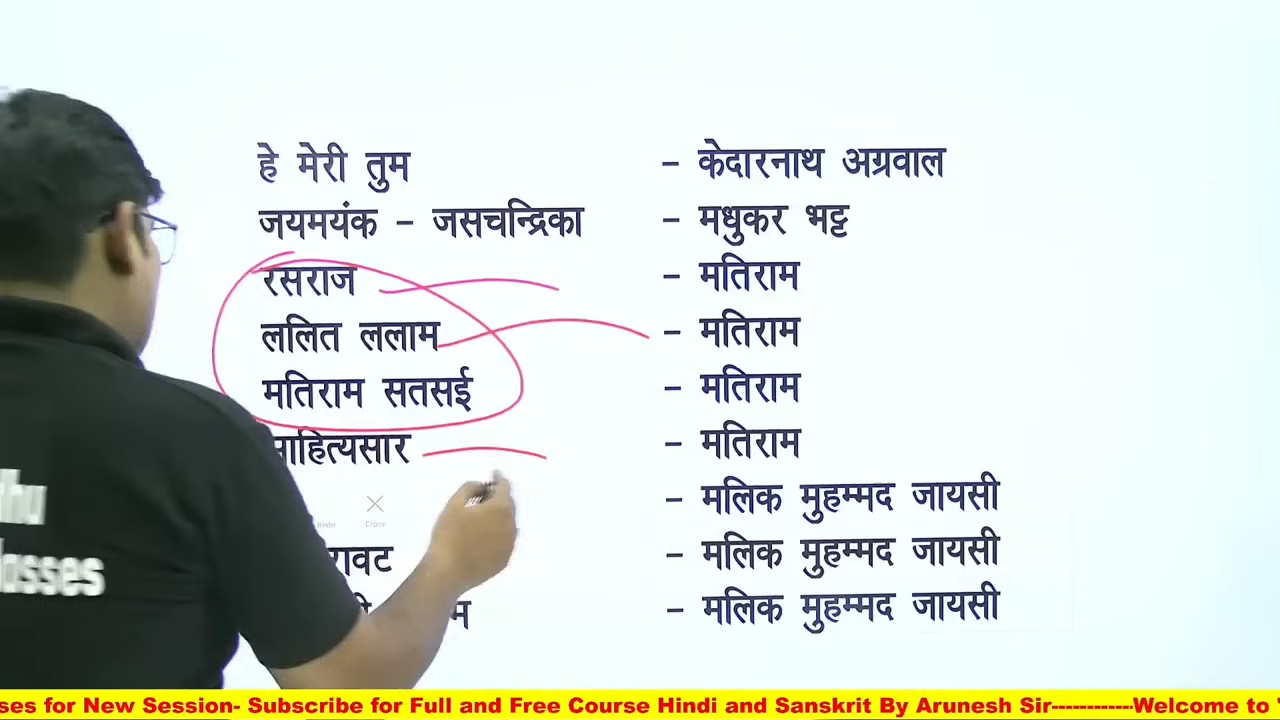 हे मेरी तुम - केदारनाथ अग्रवाल
जयमयंक - जसचन्द्रिका - मधुकर भट्ट
रसराज - मतिराम
ललित ललाम - मतिराम
मतिराम सतसई - मतिराम
साहित्यसार - मतिराम
- मलिक मुहम्मद जायसी
Close
- मलिक मुहम्मद जायसी
- मलिक मुहम्मद जायसी
ses for New Session- Subscribe for Full and Free Course Hindi and Sanskrit By Arunesh Sir-----------Welcome to